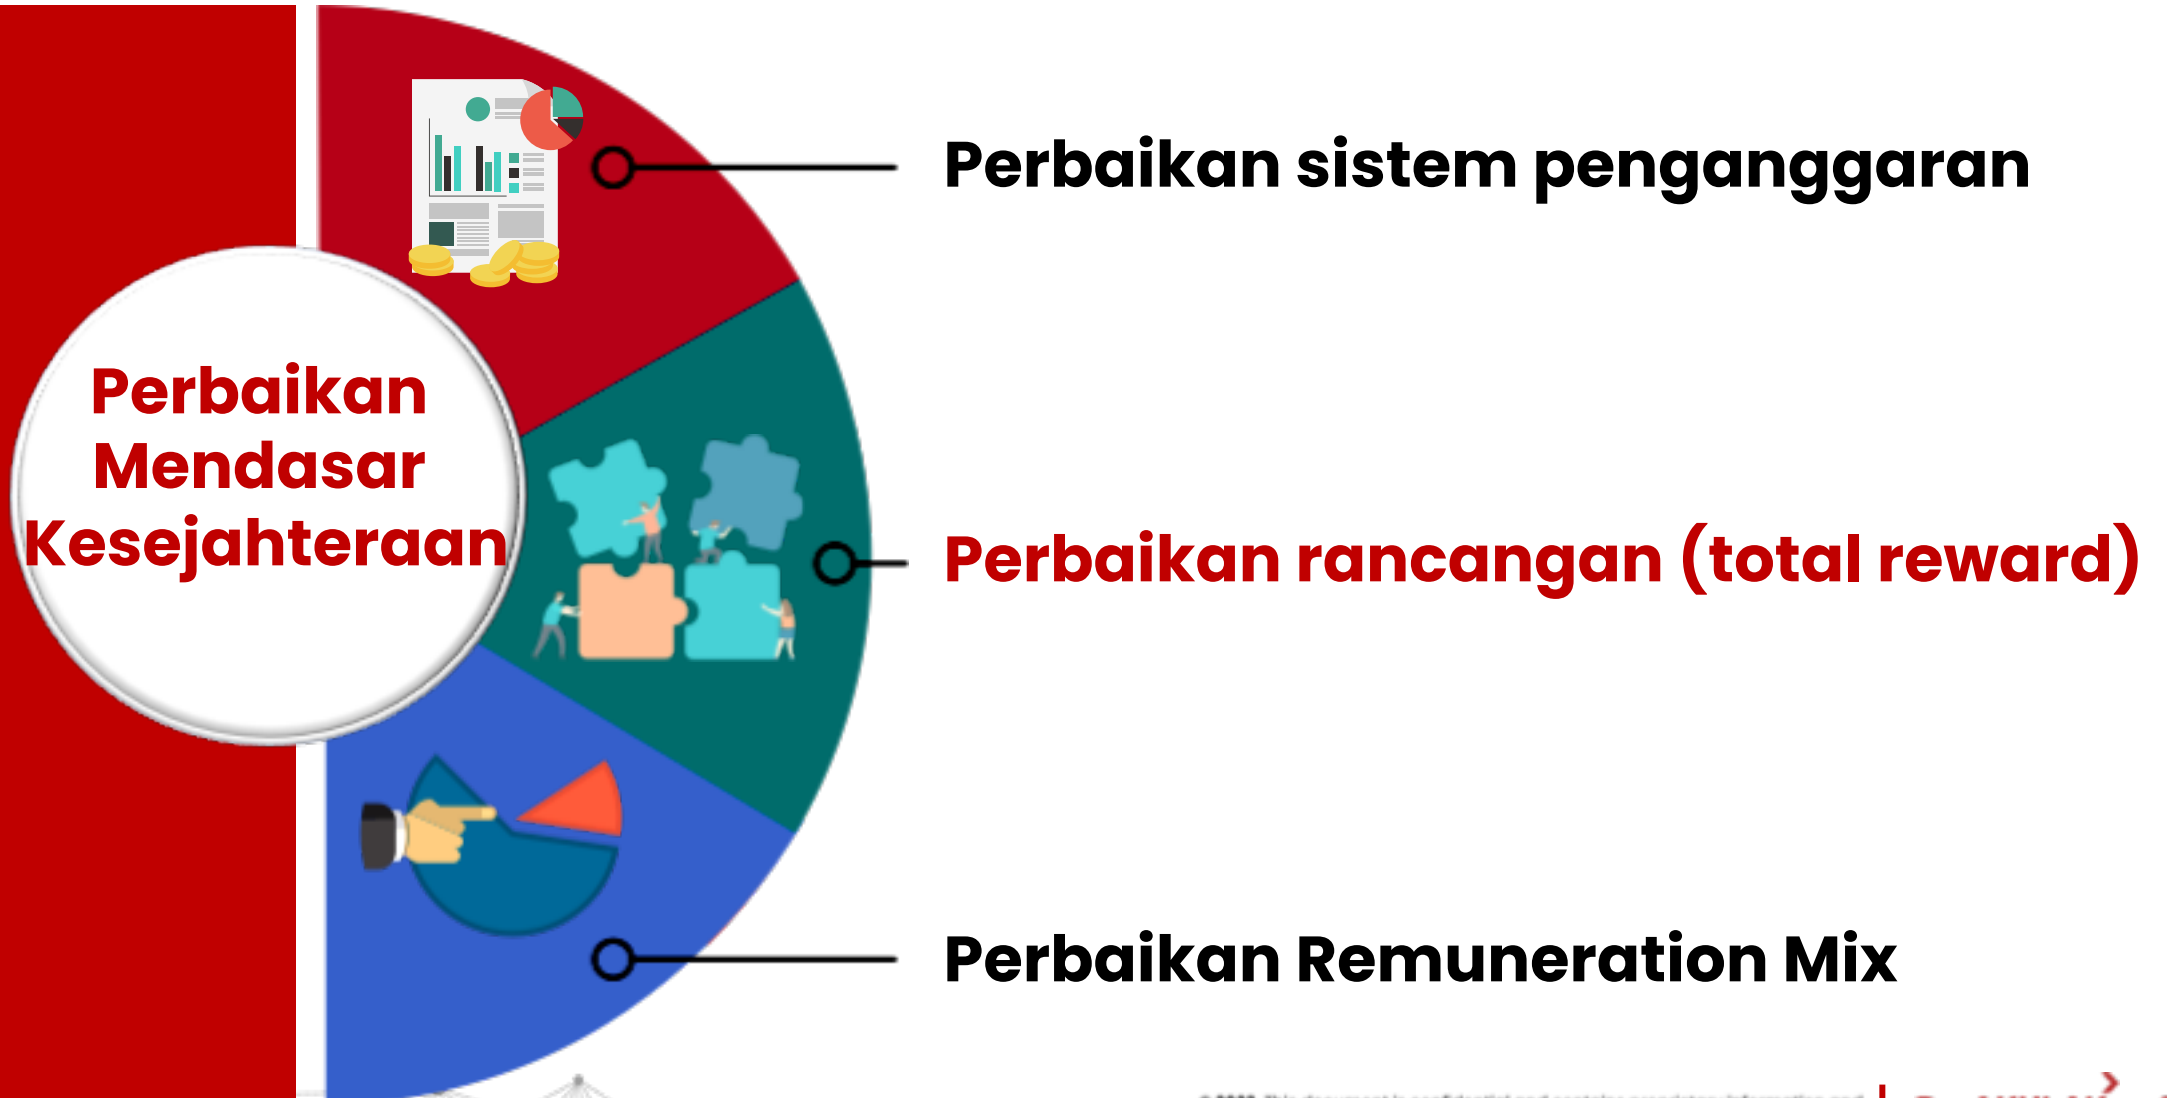 Perbaikan sistem penganggaran
Perbaikan
Mendasar
Kesejahteraan
Perbaikan rancangan (total reward)
Perbaikan Remuneration Mix